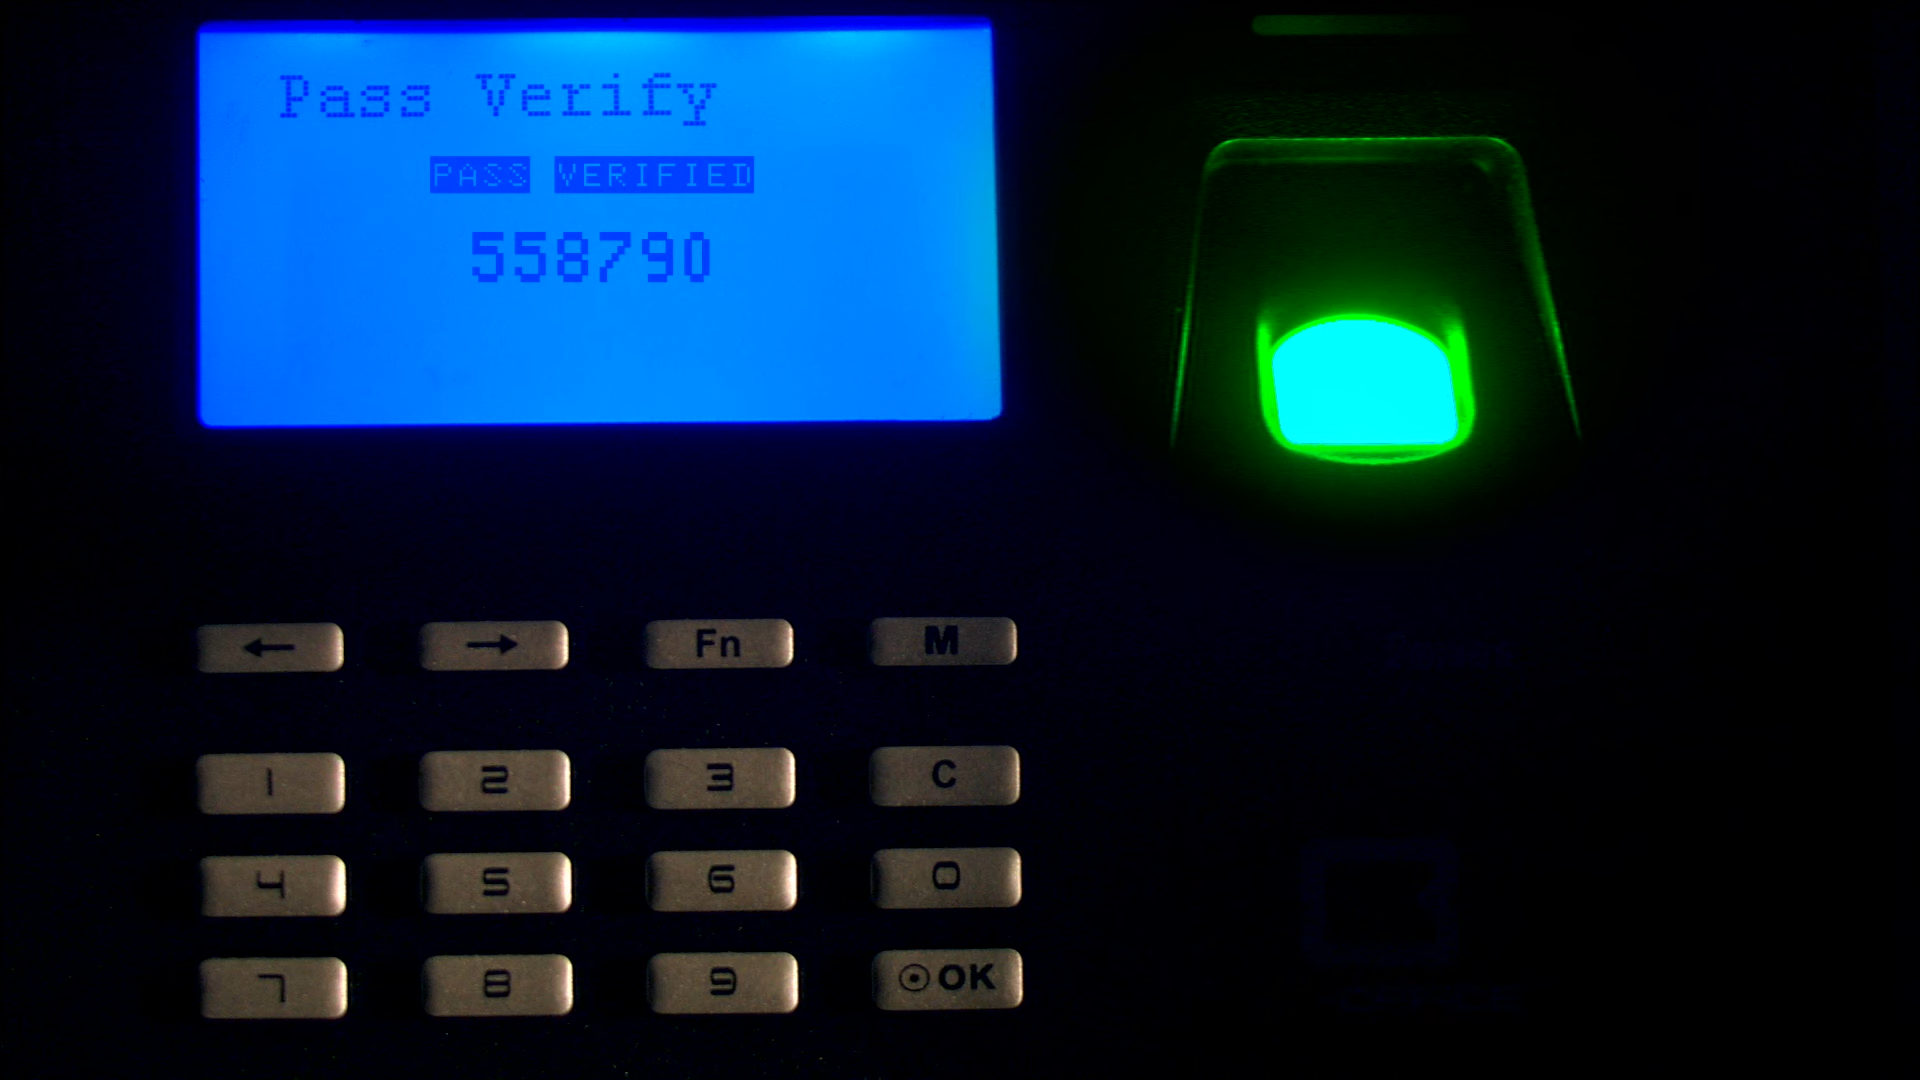 Pass Verify
PASS VERIFIED
558790
← → Fn M
1 2 3 C
4 5 6 0
7 8 9 OK